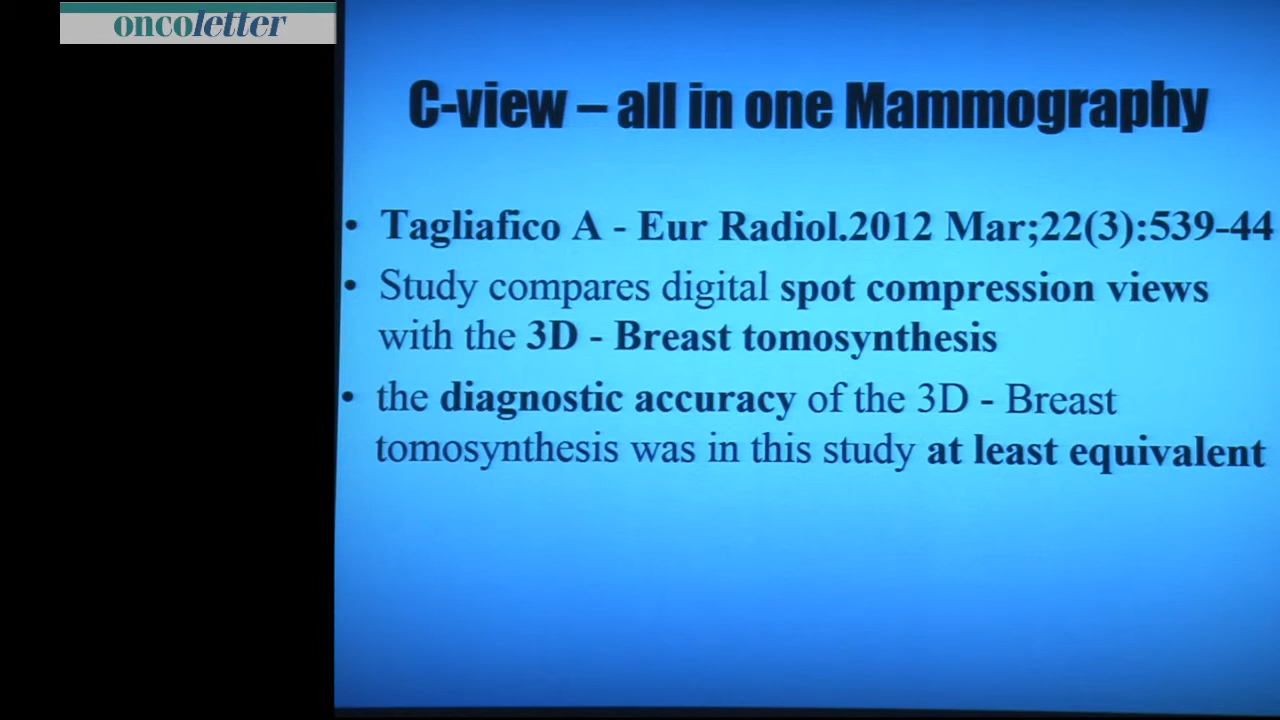 oncoletter
C-view – all in one Mammography
• Tagliafico A - Eur Radiol.2012 Mar;22(3):539-44
• Study compares digital spot compression views
with the 3D - Breast tomosynthesis
• the diagnostic accuracy of the 3D - Breast
tomosynthesis was in this study at least equivalent